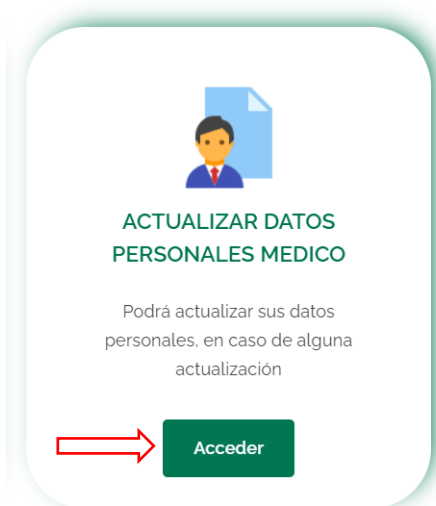 ACTUALIZAR DATOS
PERSONALES MEDICO
Podrá actualizar sus datos
personales, en caso de alguna
actualización
Acceder